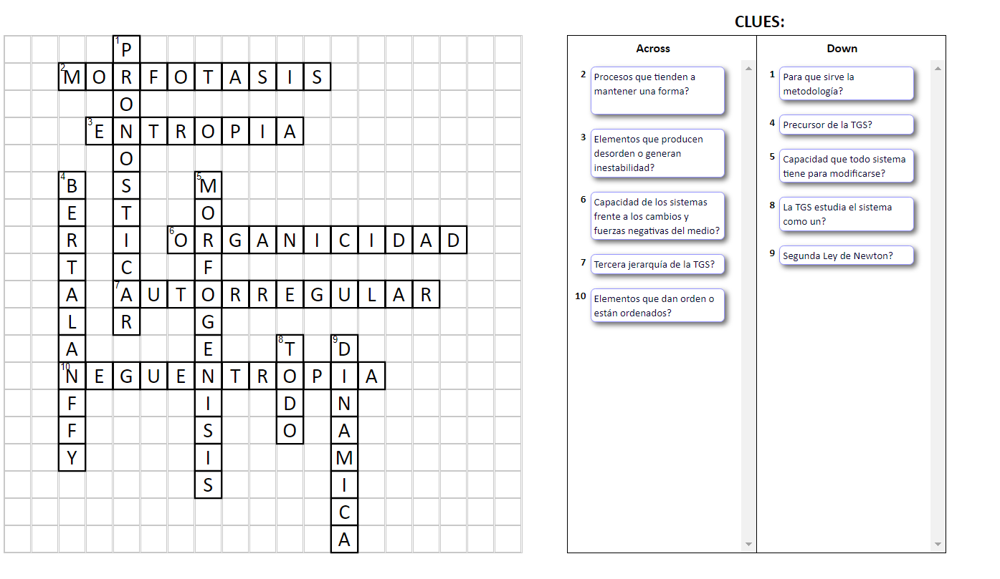 1 PRONOSTICAR
2 MORFOTASIS
3 ENTROPIA
4 BERTALANFFY
5 MORFOGENISIS
6 ORGANICIDAD
7 AUTORREGULAR
8 TODO
9 DINAMICA
10 NEGUENTROPIA
CLUES:
Across
2 Procesos que tienden a
mantener una forma?
3 Elementos que producen
desorden o generan
inestabilidad?
6 Capacidad de los sistemas
frente a los cambios y
fuerzas negativas del medio?
7 Tercera jerarquía de la TGS?
10 Elementos que dan orden o
están ordenados?
Down
1 Para que sirve la
metodología?
4 Precursor de la TGS?
5 Capacidad que todo sistema
tiene para modificarse?
8 La TGS estudia el sistema
como un?
9 Segunda Ley de Newton?